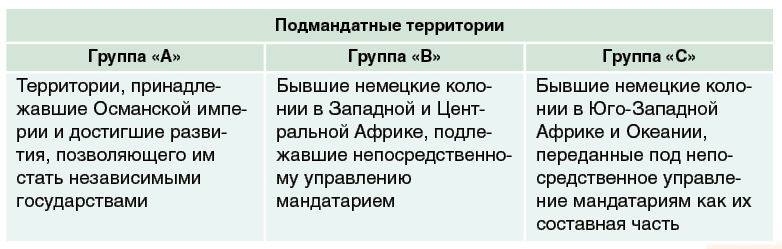 Подмандатные территории
Группа «А»
Группа «В»
Группа «С»
Территории, принадле-
жавшие Османской импе-
рии и достигшие разви-
тия, позволяющего им
стать независимыми
государствами
Бывшие немецкие коло-
нии в Западной и Цент-
ральной Африке, подле-
жавшие непосредственно-
му управлению
мандатарием
Бывшие немецкие коло-
нии в Юго-Западной
Африке и Океании,
переданные под непо-
средственное управле-
ние мандатариям как их
составная часть